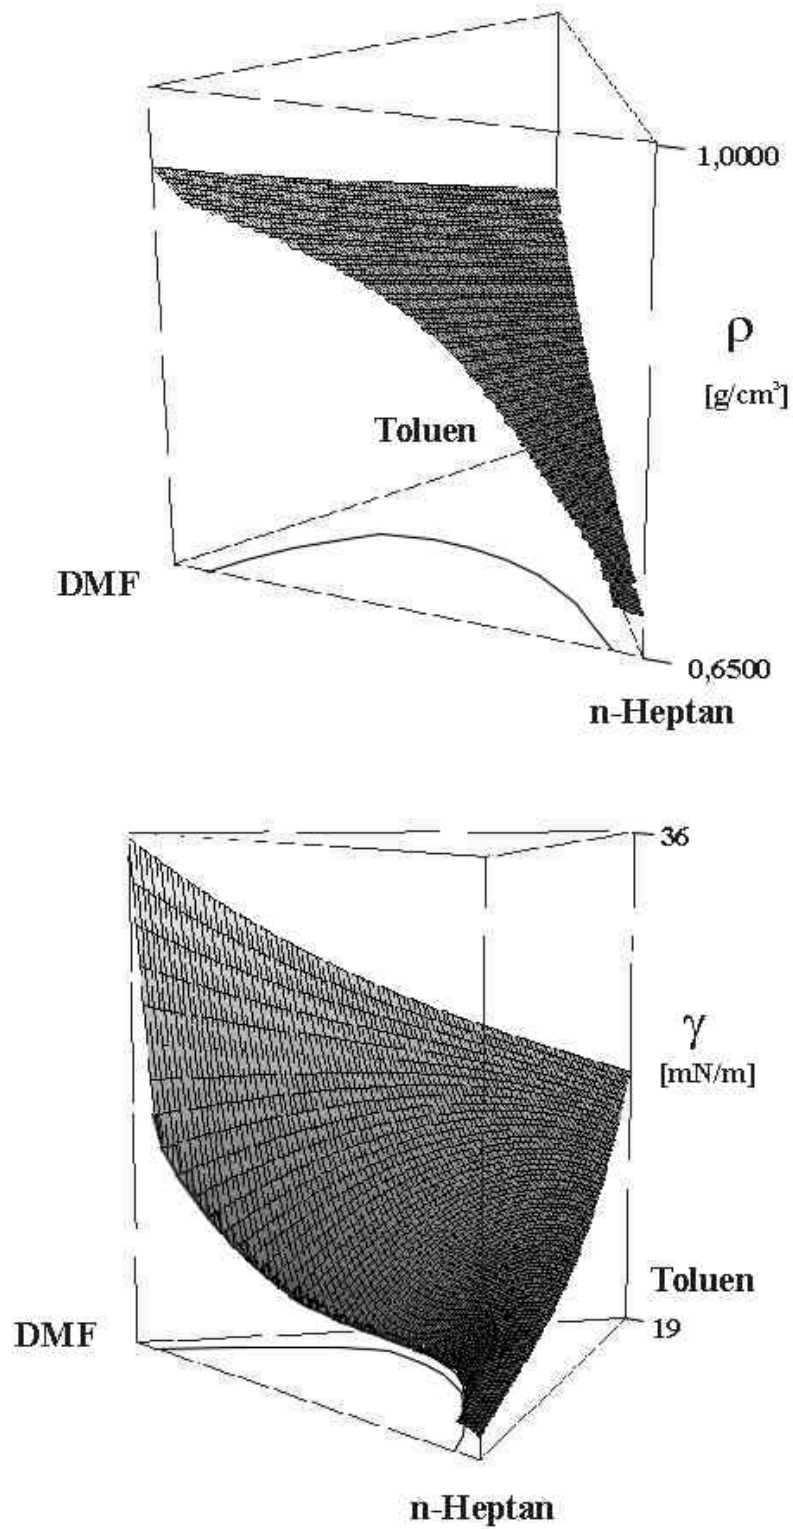 1,0000
ρ
[g/cm³]
Toluen
DMF
0,6500
n-Heptan
36
γ
[mN/m]
Toluen
DMF
19
n-Heptan